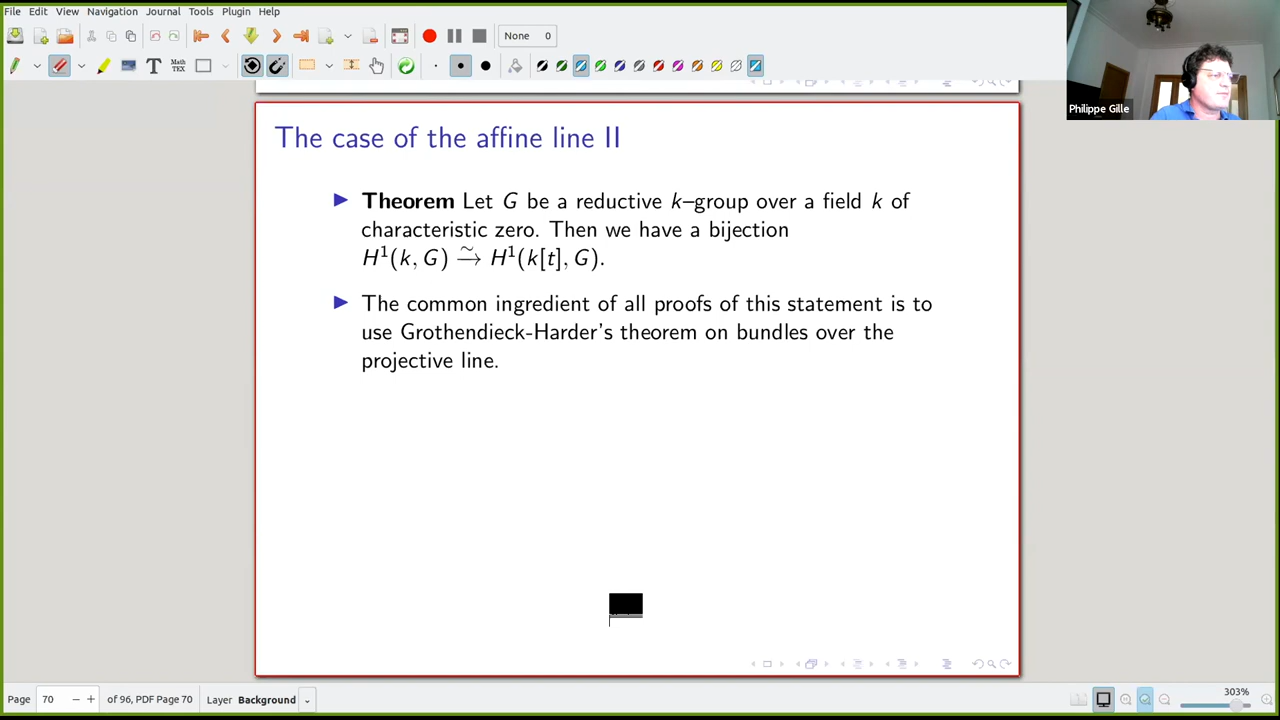 File Edit View Navigation Journal Tools Plugin Help
None 0
Philippe Gille
The case of the affine line II
Theorem Let G be a reductive k–group over a field k of
characteristic zero. Then we have a bijection
H¹(k, G) ⥲ H¹(k[t], G).
The common ingredient of all proofs of this statement is to
use Grothendieck-Harder's theorem on bundles over the
projective line.
Page 70 − + of 96, PDF Page 70 Layer Background 303%